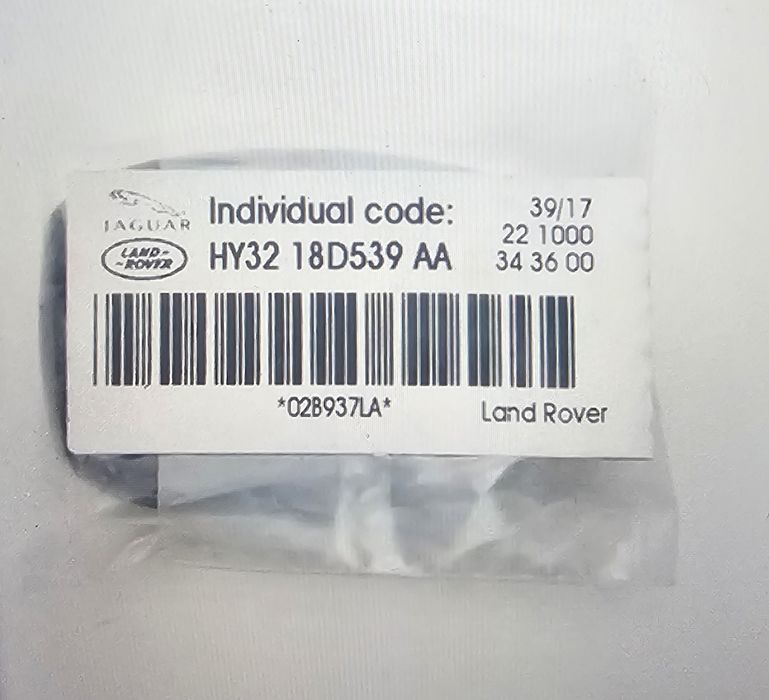 JAGUAR
LAND-
-ROVER
Individual code:
HY32 18D539 AA
39/17
22 1000
34 36 00
*02B937LA*
Land Rover